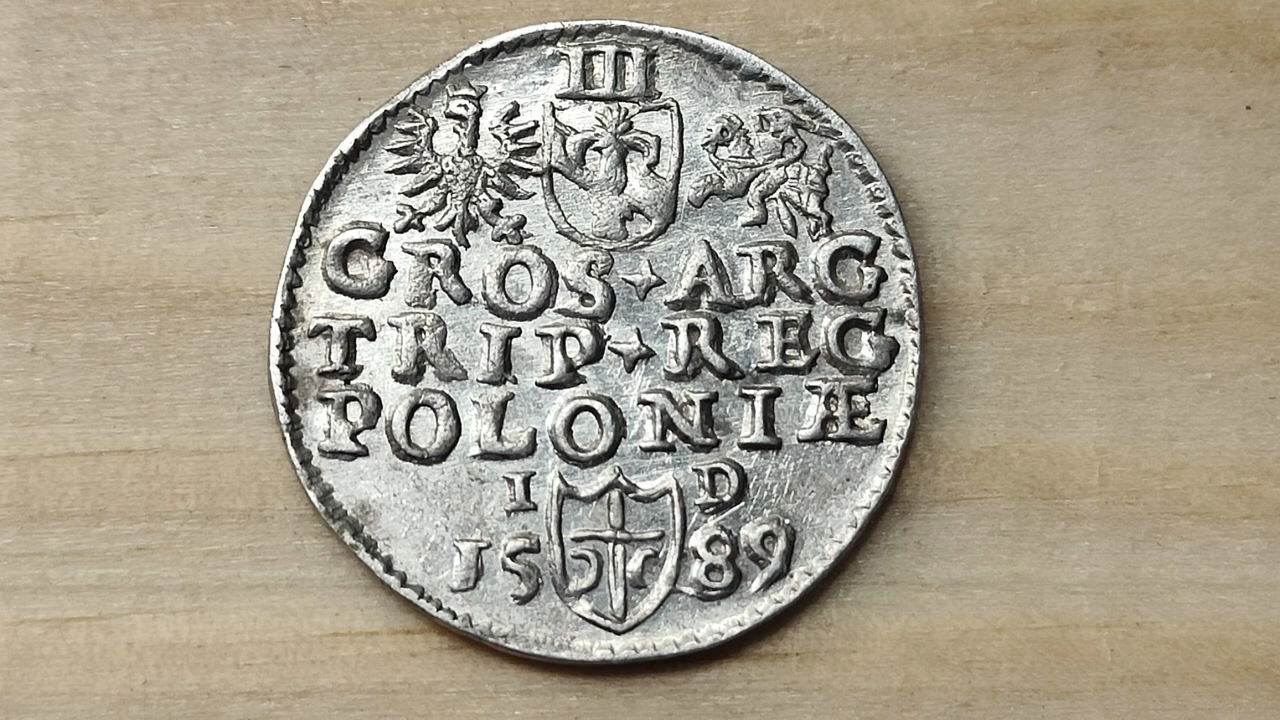 III
GROS ✦ ARG
TRIP ✦ REG
POLONIÆ
I D
15 89